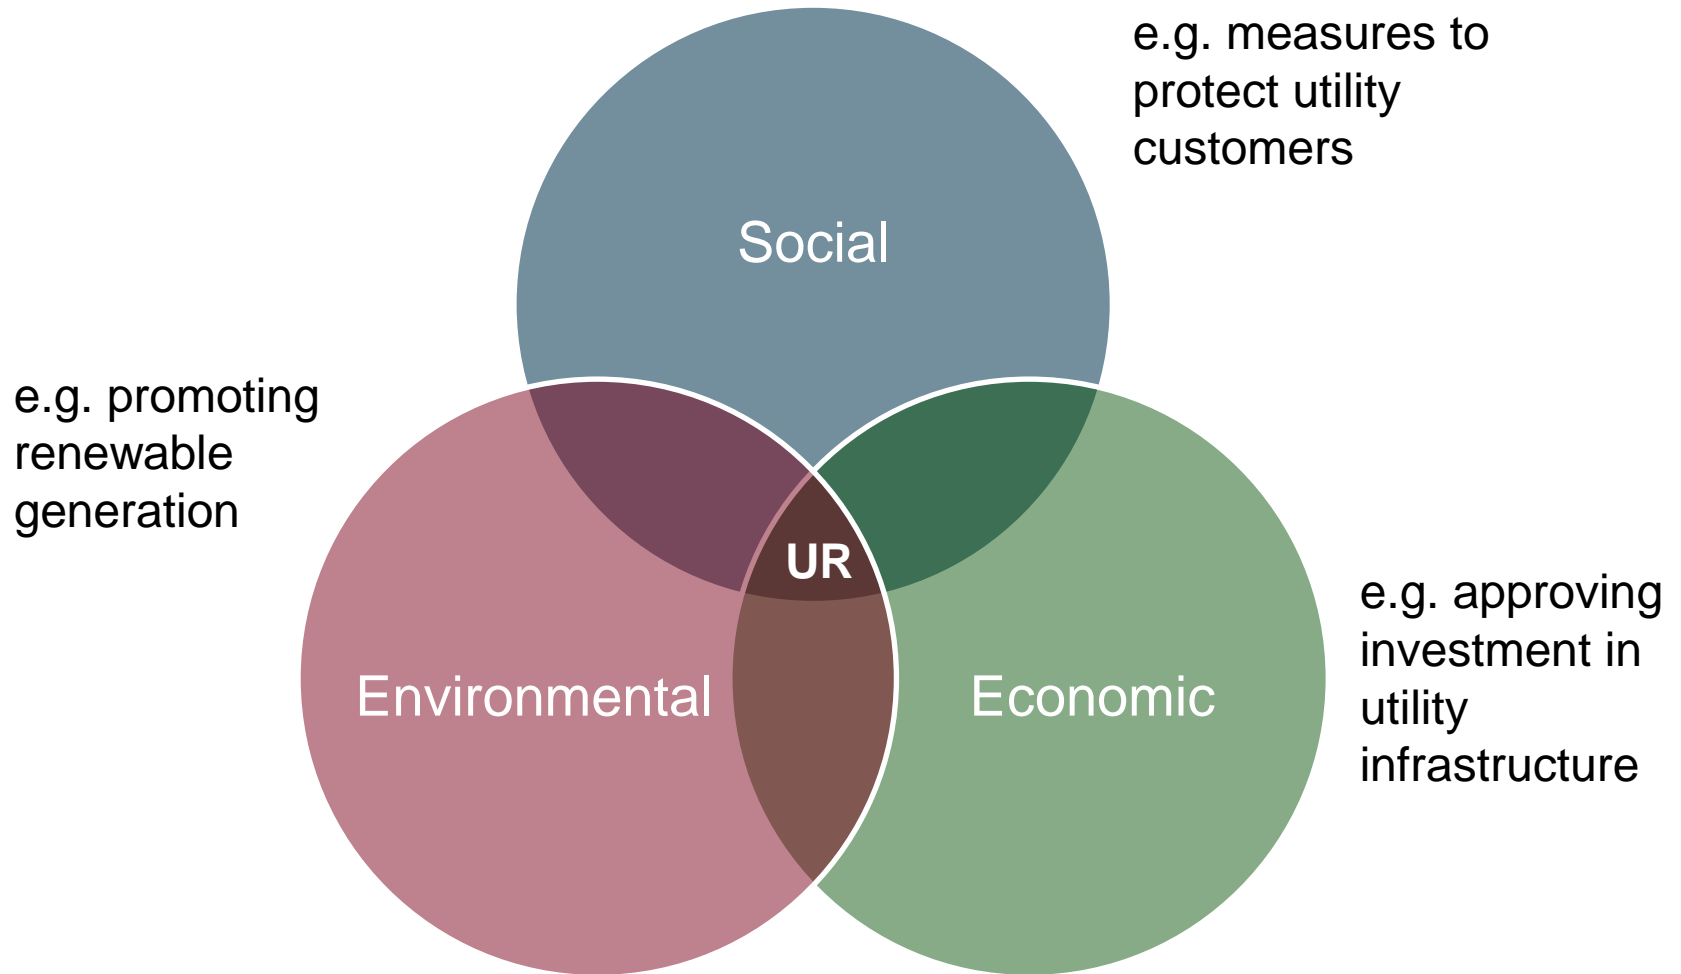 e.g. measures to
protect utility
customers
Social
e.g. promoting
renewable
generation
UR
e.g. approving
investment in
utility
infrastructure
Environmental
Economic